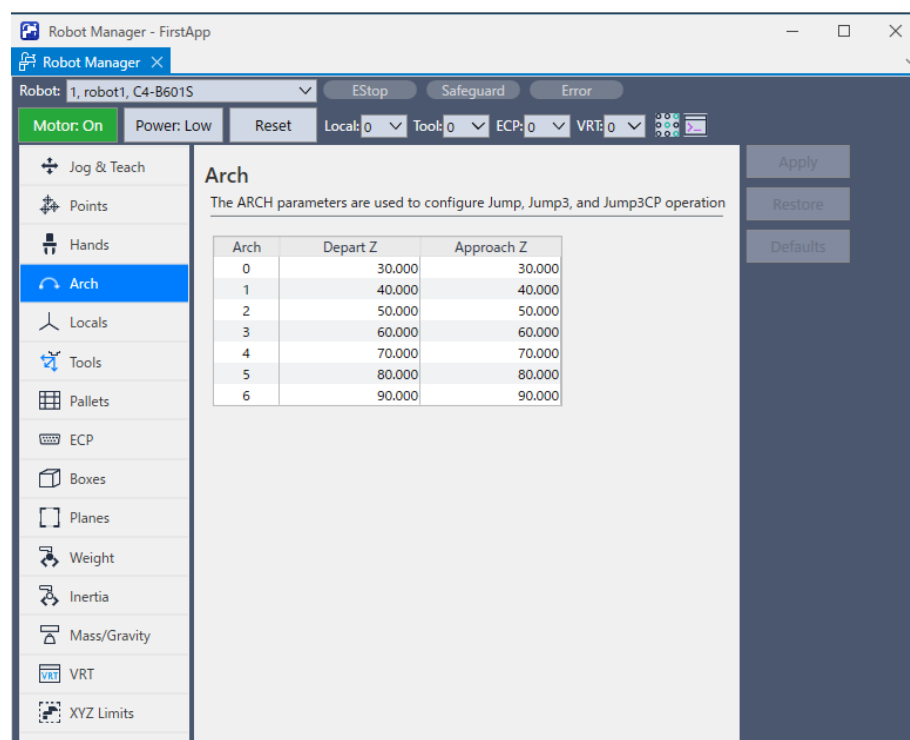 Robot Manager - FirstApp
Robot Manager
Robot: 1, robot1, C4-B601S EStop Safeguard Error
Motor: On Power: Low Reset Local: 0 Tool: 0 ECP: 0 VRT: 0
Jog & Teach
Points
Hands
Arch
Locals
Tools
Pallets
ECP
Boxes
Planes
Weight
Inertia
Mass/Gravity
VRT VRT
XYZ Limits
Arch
The ARCH parameters are used to configure Jump, Jump3, and Jump3CP operation
Arch Depart Z Approach Z
0 30.000 30.000
1 40.000 40.000
2 50.000 50.000
3 60.000 60.000
4 70.000 70.000
5 80.000 80.000
6 90.000 90.000
Apply
Restore
Defaults